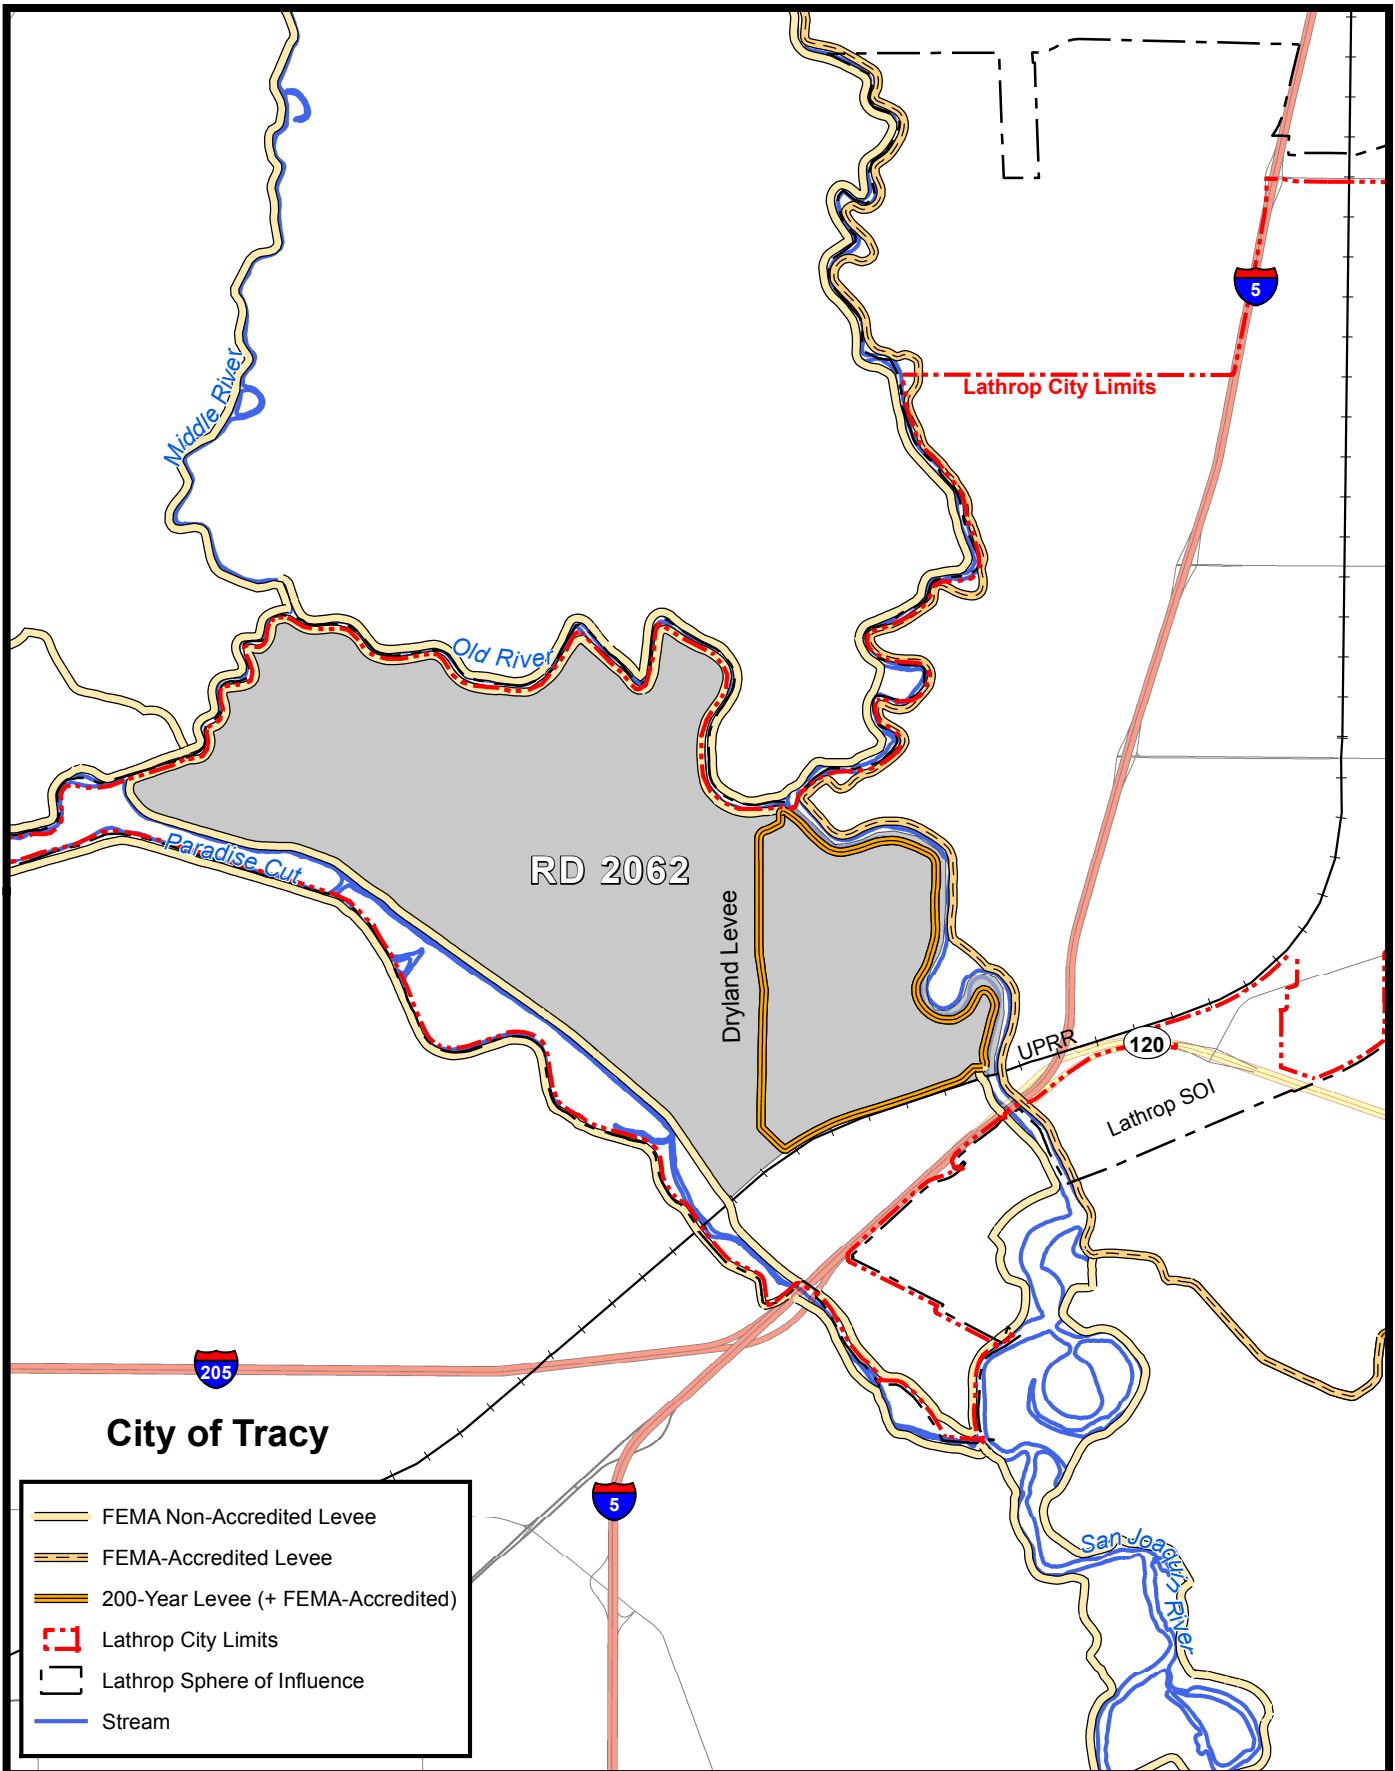 5
Middle River
Lathrop City Limits
Old River
Paradise Cut
RD 2062
Dryland Levee
UPRR
120
Lathrop SOI
205
City of Tracy
5
San Joaquin River
FEMA Non-Accredited Levee
FEMA-Accredited Levee
200-Year Levee (+ FEMA-Accredited)
Lathrop City Limits
Lathrop Sphere of Influence
Stream